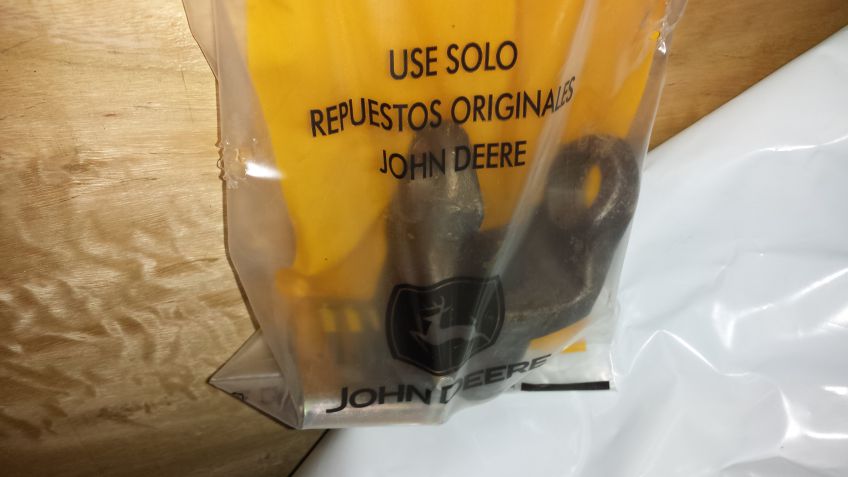 USE SOLO
REPUESTOS ORIGINALES
JOHN DEERE
JOHN DEERE